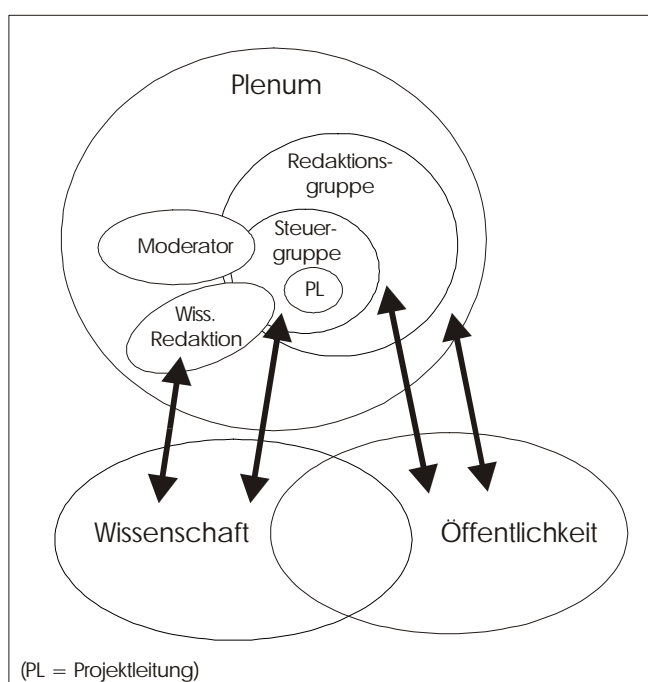 Plenum
Redaktions-
gruppe
Steuer-
gruppe
Moderator
PL
Wiss.
Redaktion
Wissenschaft
Öffentlichkeit
(PL = Projektleitung)